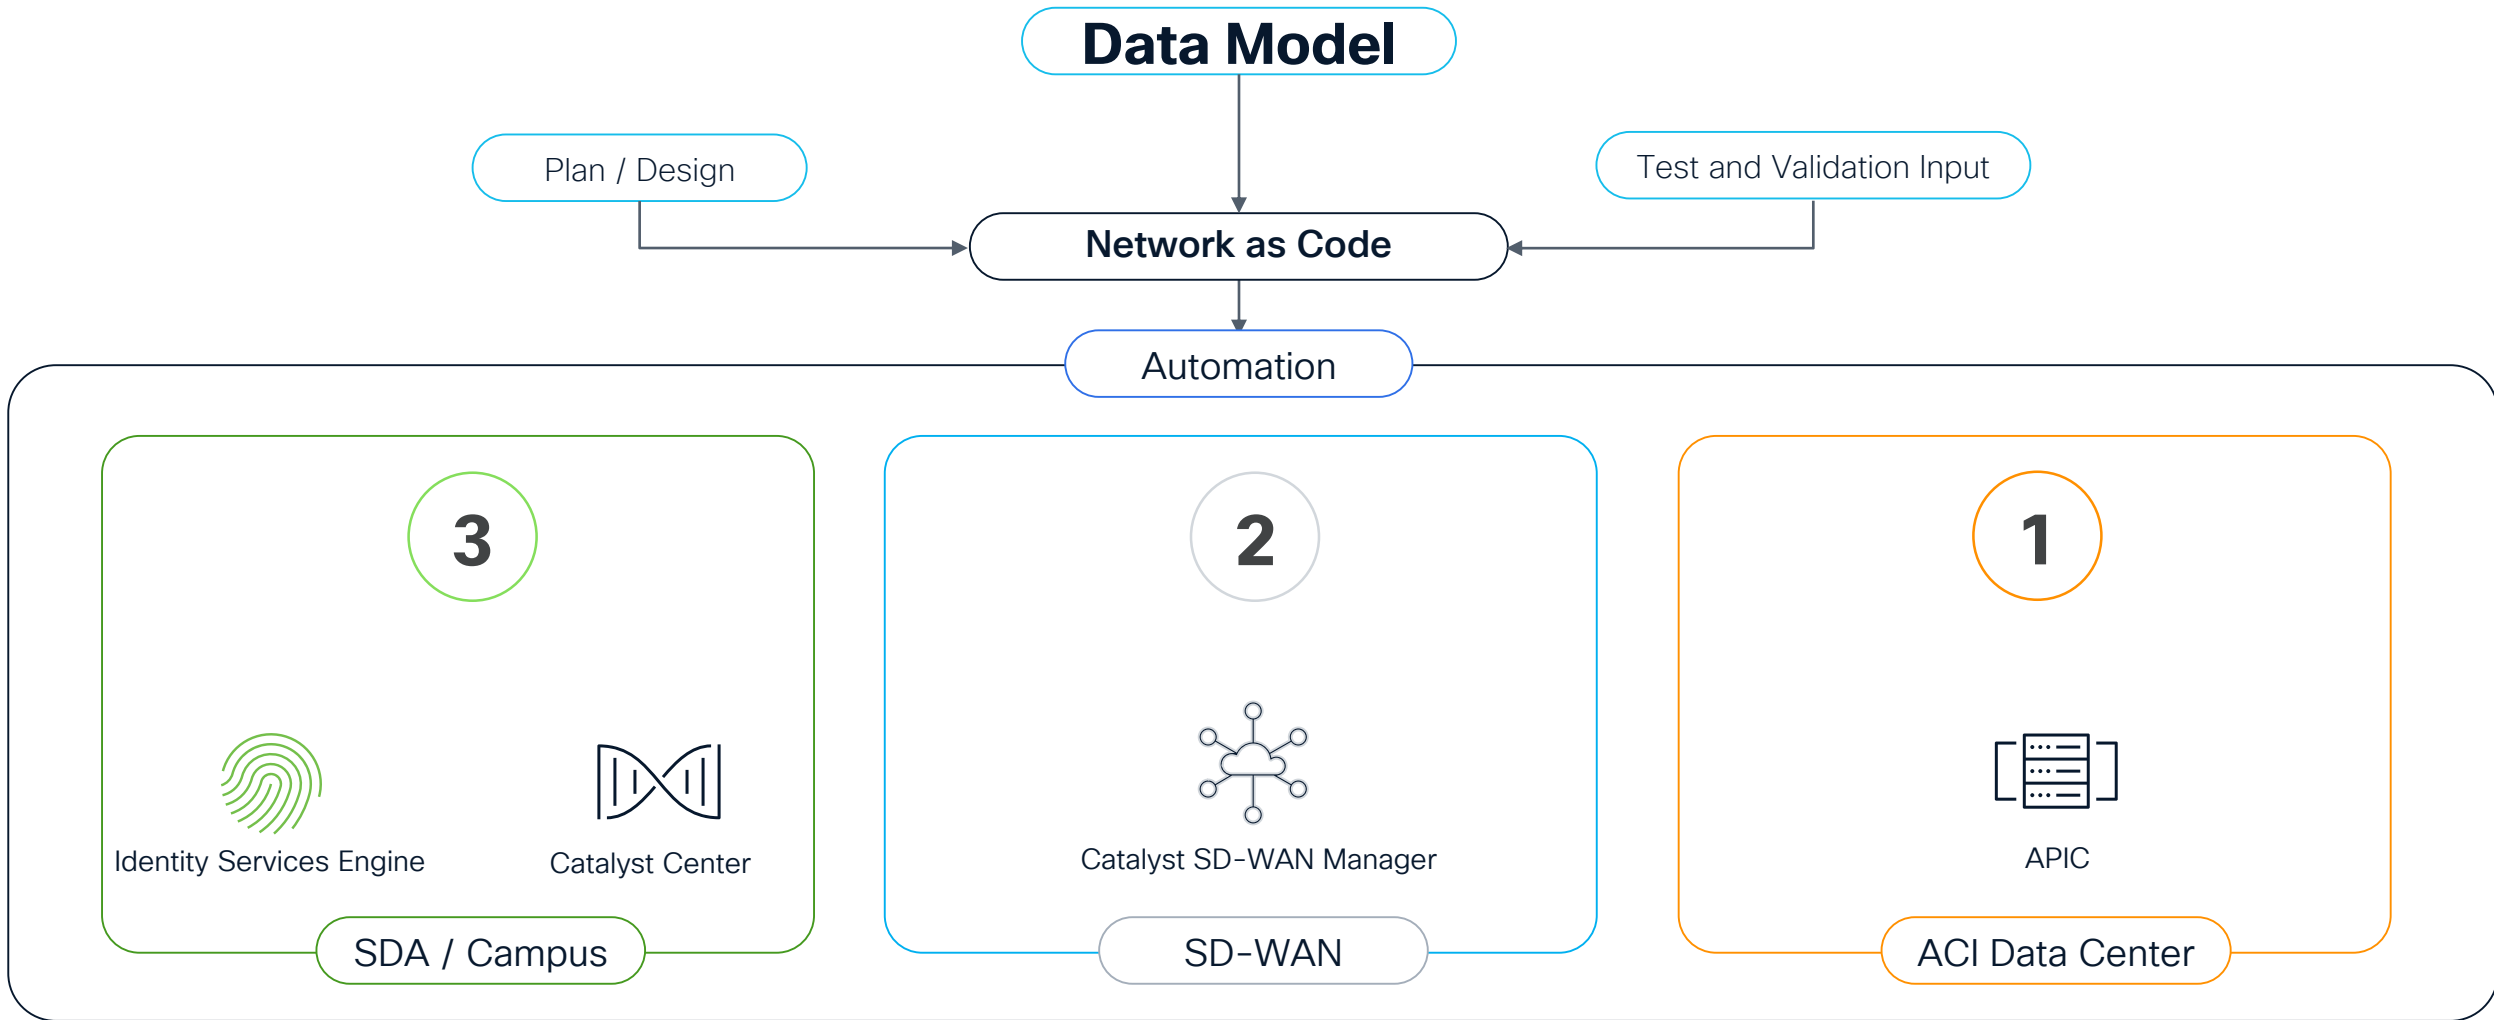 Data Model
Plan / Design
Test and Validation Input
Network as Code
Automation
3
2
1
Identity Services Engine
Catalyst Center
Catalyst SD-WAN Manager
APIC
SDA / Campus
SD-WAN
ACI Data Center